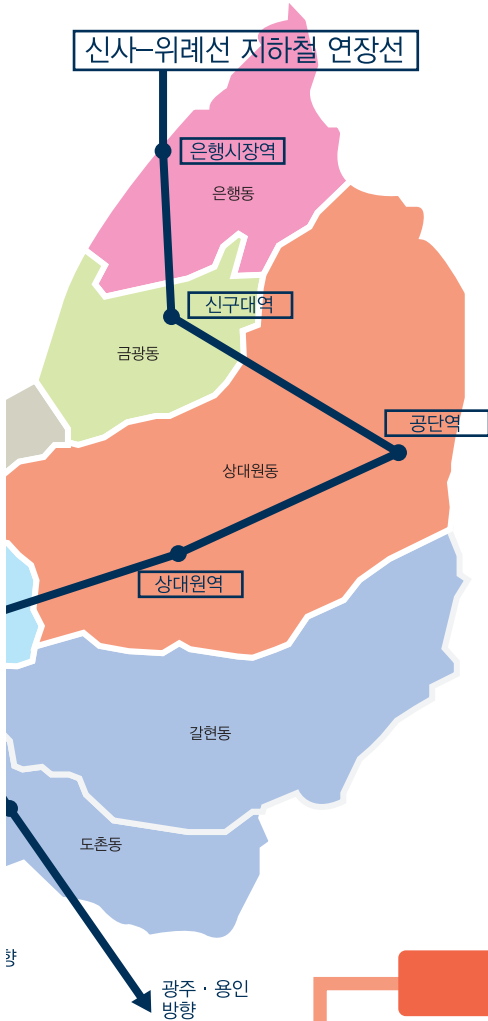 신사–위례선 지하철 연장선
은행시장역
은행동
신구대역
금광동
공단역
상대원동
상대원역
갈현동
도촌동
향
광주 · 용인
방향